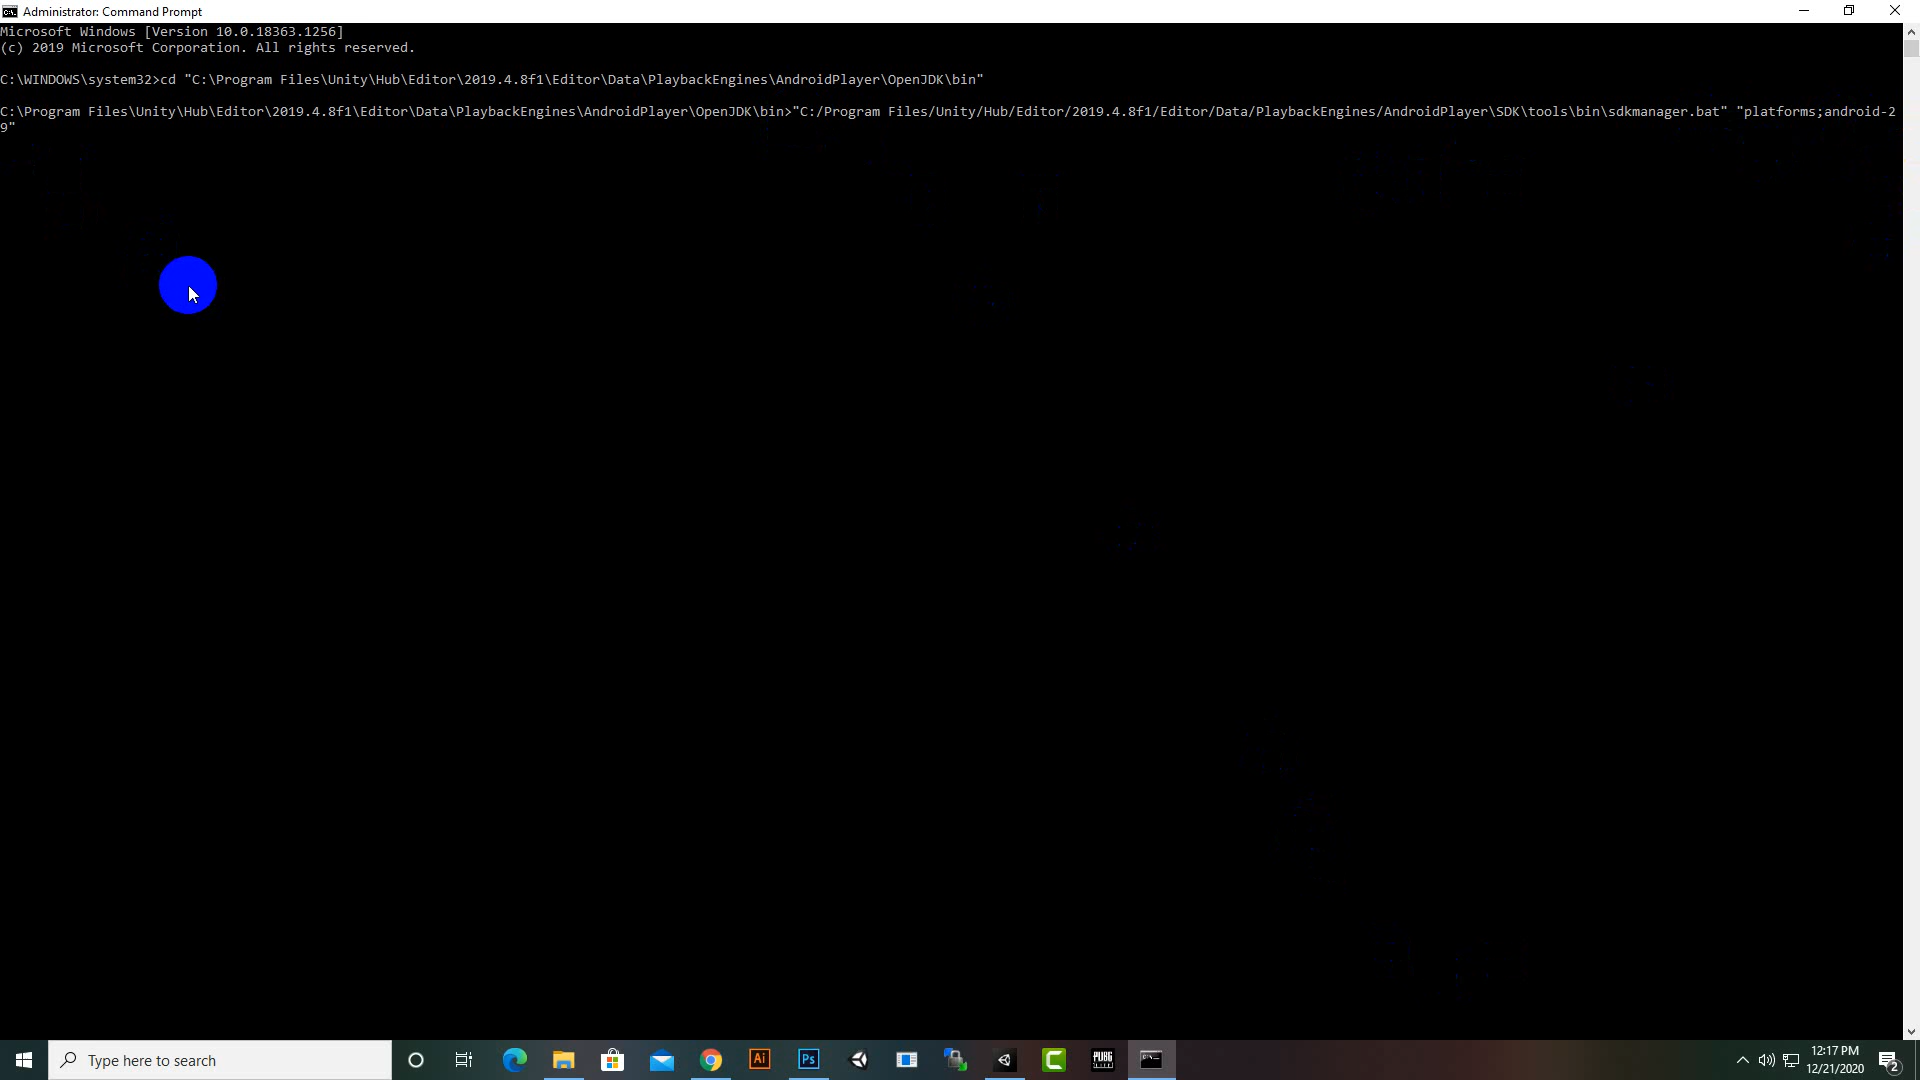 Administrator: Command Prompt
Microsoft Windows [Version 10.0.18363.1256]
(c) 2019 Microsoft Corporation. All rights reserved.
C:\WINDOWS\system32>cd "C:\Program Files\Unity\Hub\Editor\2019.4.8f1\Editor\Data\PlaybackEngines\AndroidPlayer\OpenJDK\bin"
C:\Program Files\Unity\Hub\Editor\2019.4.8f1\Editor\Data\PlaybackEngines\AndroidPlayer\OpenJDK\bin>"C:/Program Files/Unity/Hub/Editor/2019.4.8f1/Editor/Data/PlaybackEngines/AndroidPlayer\SDK\tools\bin\sdkmanager.bat" "platforms;android-2
9"
Type here to search
Ai
Ps
PUBG
12:17 PM
12/21/2020
2